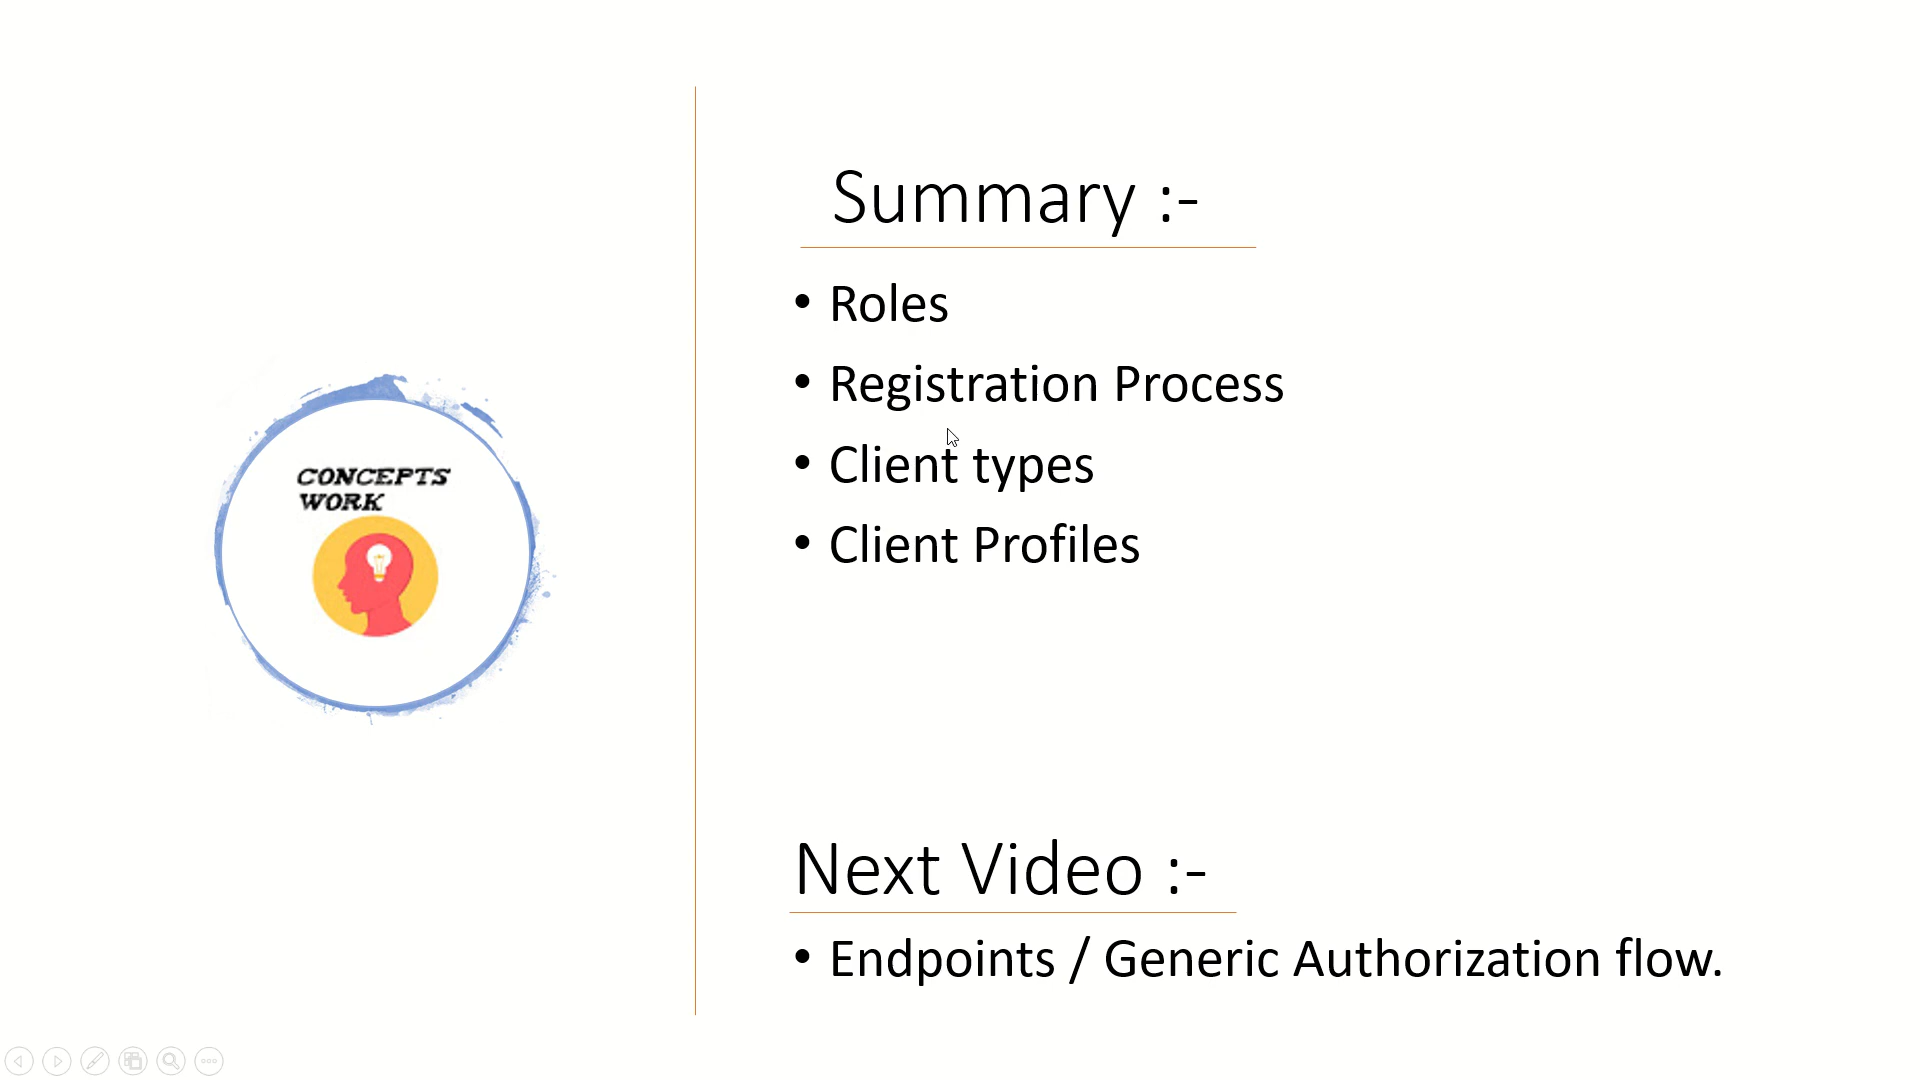 CONCEPTS
WORK
Summary :-
• Roles
• Registration Process
• Client types
• Client Profiles
Next Video :-
• Endpoints / Generic Authorization flow.